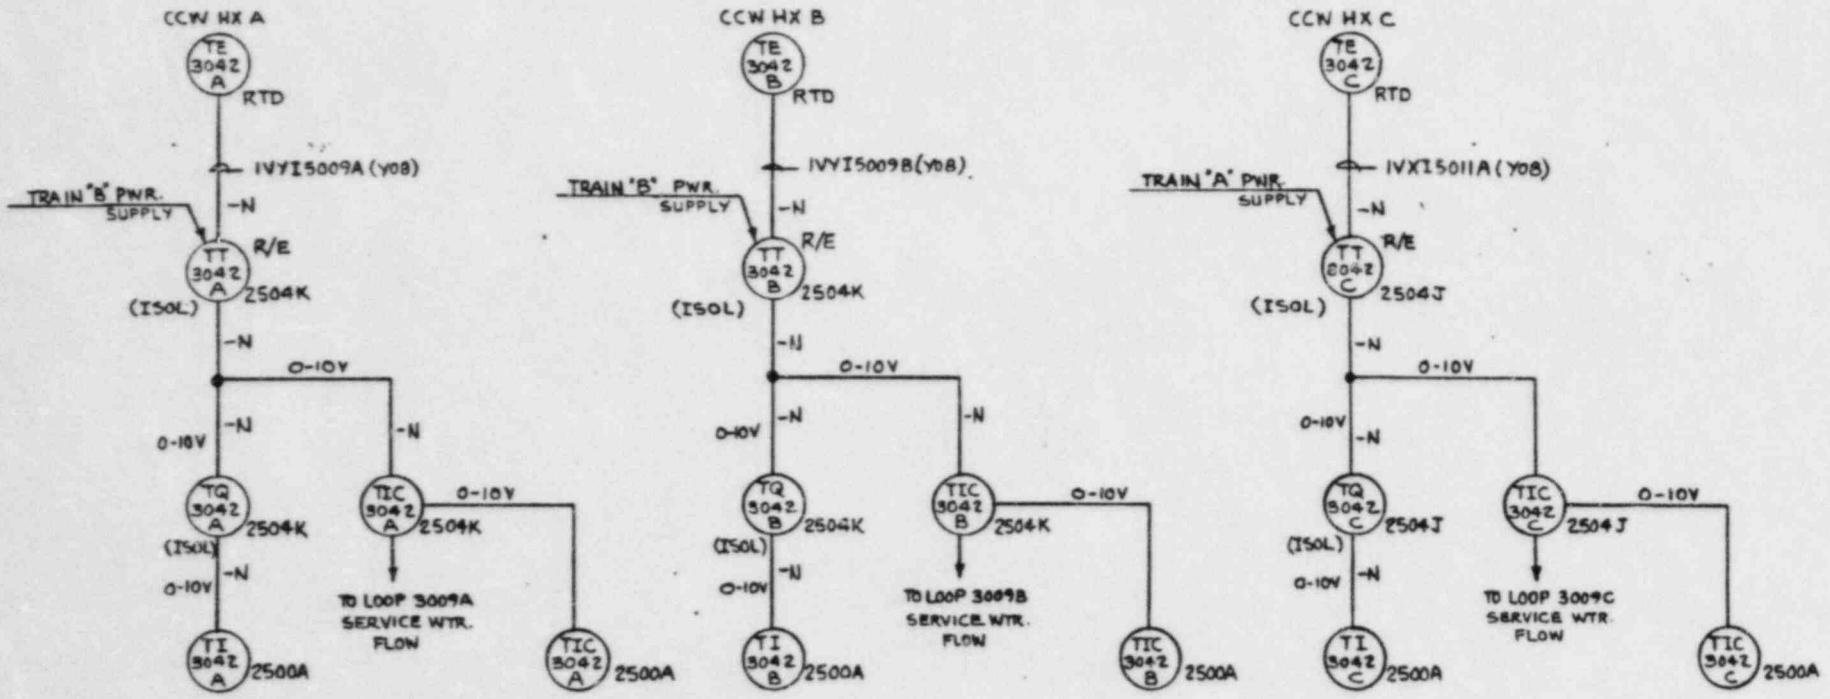 CCW HX A
TE
3042
A
RTD
1VYI5009A (YOB)
TRAIN "B" PWR.
SUPPLY
-N
R/E
TT
3042
A
2504K
(ISOL)
-N
0-10V
-N
0-10V
-N
TQ
3042
A
2504K
(ISOL)
TIC
3042
A
2504K
0-10V
-N
0-10V
TO LOOP 3009A
SERVICE WTR.
FLOW
TI
3042
A
2500A
TIC
3042
A
2500A
CCW HX B
TE
3042
B
RTD
1VYI5009B (YOB)
TRAIN "B" PWR.
SUPPLY
-N
R/E
TT
3042
B
2504K
(ISOL)
-N
0-10V
-N
0-10V
-N
TQ
3042
B
2504K
(ISOL)
TIC
3042
B
2504K
0-10V
-N
0-10V
TO LOOP 3009B
SERVICE WTR.
FLOW
TI
3042
B
2500A
TIC
3042
B
2500A
CCW HX C
TE
3042
C
RTD
1VXI5011A (YOB)
TRAIN "A" PWR.
SUPPLY
-N
R/E
TT
3042
C
2504J
(ISOL)
-N
0-10V
0-10V
-N
TQ
3042
C
2504J
(ISOL)
TIC
3042
C
2504J
0-10V
-N
0-10V
TO LOOP 3009C
SERVICE WTR.
FLOW
TI
3042
C
2500A
TIC
3042
C
2500A